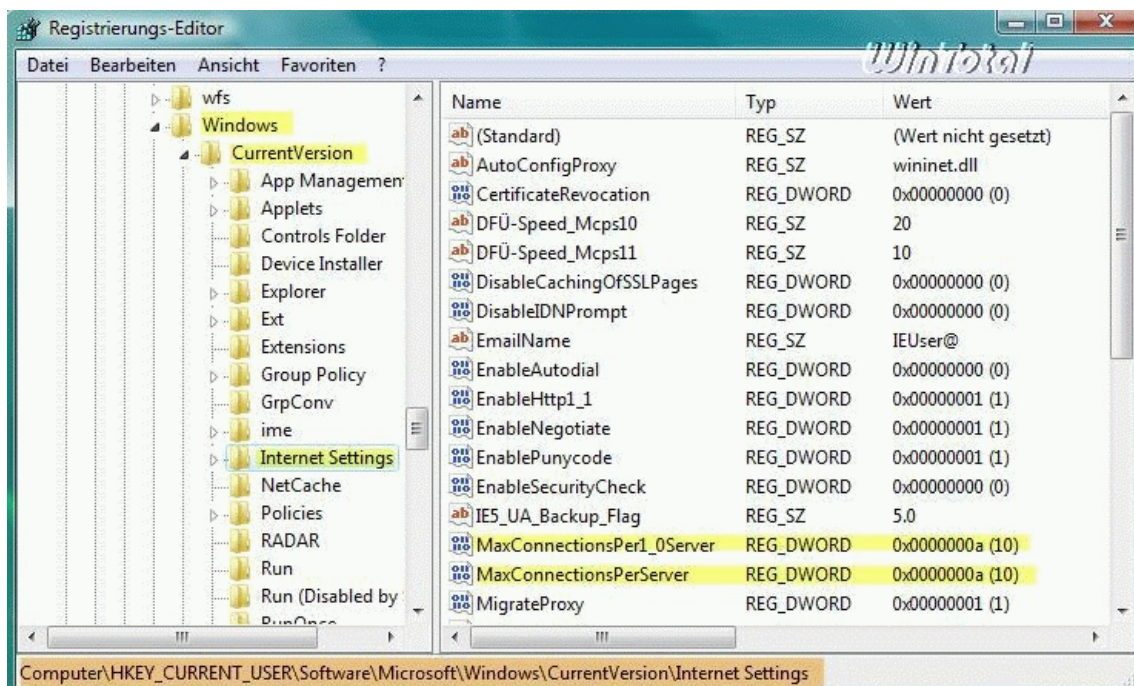 Registrierungs-Editor
WinTotal
Datei Bearbeiten Ansicht Favoriten ?
wfs
Windows
CurrentVersion
App Managemen
Applets
Controls Folder
Device Installer
Explorer
Ext
Extensions
Group Policy
GrpConv
ime
Internet Settings
NetCache
Policies
RADAR
Run
Run (Disabled by
RunOnce
Name Typ Wert
(Standard) REG_SZ (Wert nicht gesetzt)
AutoConfigProxy REG_SZ wininet.dll
CertificateRevocation REG_DWORD 0x00000000 (0)
DFÜ-Speed_Mcps10 REG_SZ 20
DFÜ-Speed_Mcps11 REG_SZ 10
DisableCachingOfSSLPages REG_DWORD 0x00000000 (0)
DisableIDNPrompt REG_DWORD 0x00000000 (0)
EmailName REG_SZ IEUser@
EnableAutodial REG_DWORD 0x00000000 (0)
EnableHttp1_1 REG_DWORD 0x00000001 (1)
EnableNegotiate REG_DWORD 0x00000001 (1)
EnablePunycode REG_DWORD 0x00000001 (1)
EnableSecurityCheck REG_DWORD 0x00000000 (0)
IE5_UA_Backup_Flag REG_SZ 5.0
MaxConnectionsPer1_0Server REG_DWORD 0x0000000a (10)
MaxConnectionsPerServer REG_DWORD 0x0000000a (10)
MigrateProxy REG_DWORD 0x00000001 (1)
Computer\HKEY_CURRENT_USER\Software\Microsoft\Windows\CurrentVersion\Internet Settings